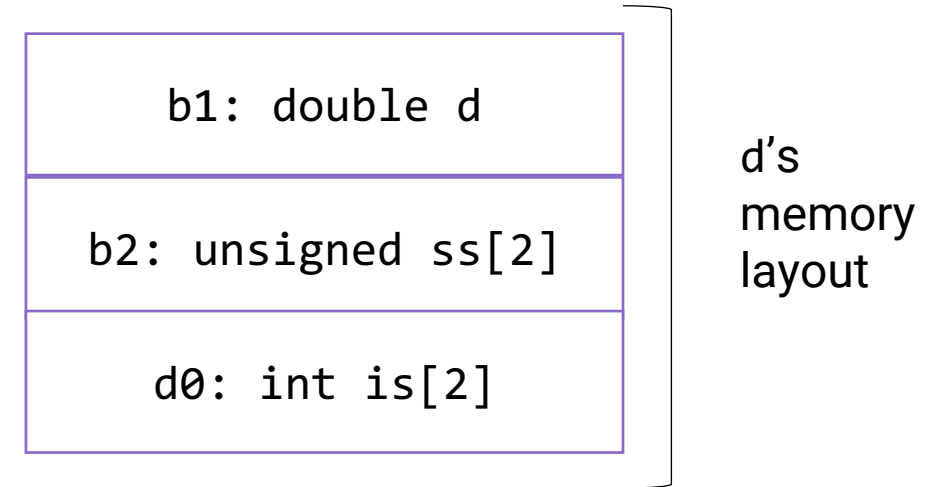 b1: double d
b2: unsigned ss[2]
d0: int is[2]
d’s
memory
layout